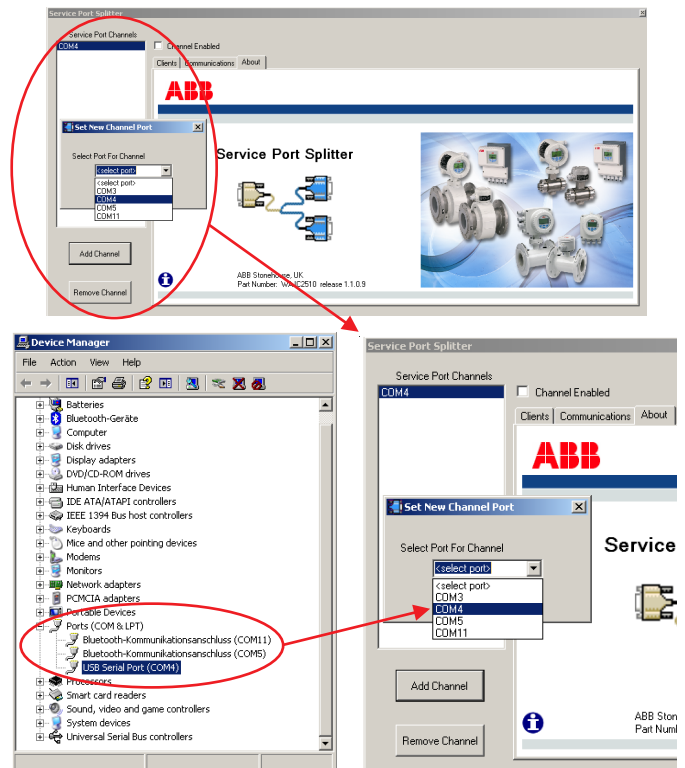 Service Port Splitter
Service Port Channels
COM4
Channel Enabled
Clients Communications About
ABB
Set New Channel Port
Select Port For Channel
<select port>
<select port>
COM3
COM4
COM5
COM11
Service Port Splitter
Add Channel
Remove Channel
ABB Stonehouse, UK
Part Number: WAJC2510 release 1.1.0.9
Device Manager
File Action View Help
Batteries
Bluetooth-Geräte
Computer
Disk drives
Display adapters
DVD/CD-ROM drives
Human Interface Devices
IDE ATA/ATAPI controllers
IEEE 1394 Bus host controllers
Keyboards
Mice and other pointing devices
Modems
Monitors
Network adapters
PCMCIA adapters
Portable Devices
Ports (COM & LPT)
Bluetooth-Kommunikationsanschluss (COM11)
Bluetooth-Kommunikationsanschluss (COM5)
USB Serial Port (COM4)
Processors
Smart card readers
Sound, video and game controllers
System devices
Universal Serial Bus controllers
Service Port Splitter
Service Port Channels
COM4
Channel Enabled
Clients Communications About
ABB
Set New Channel Port
Select Port For Channel
<select port>
<select port>
COM3
COM4
COM5
COM11
Service
Add Channel
Remove Channel
ABB Ston
Part Numb